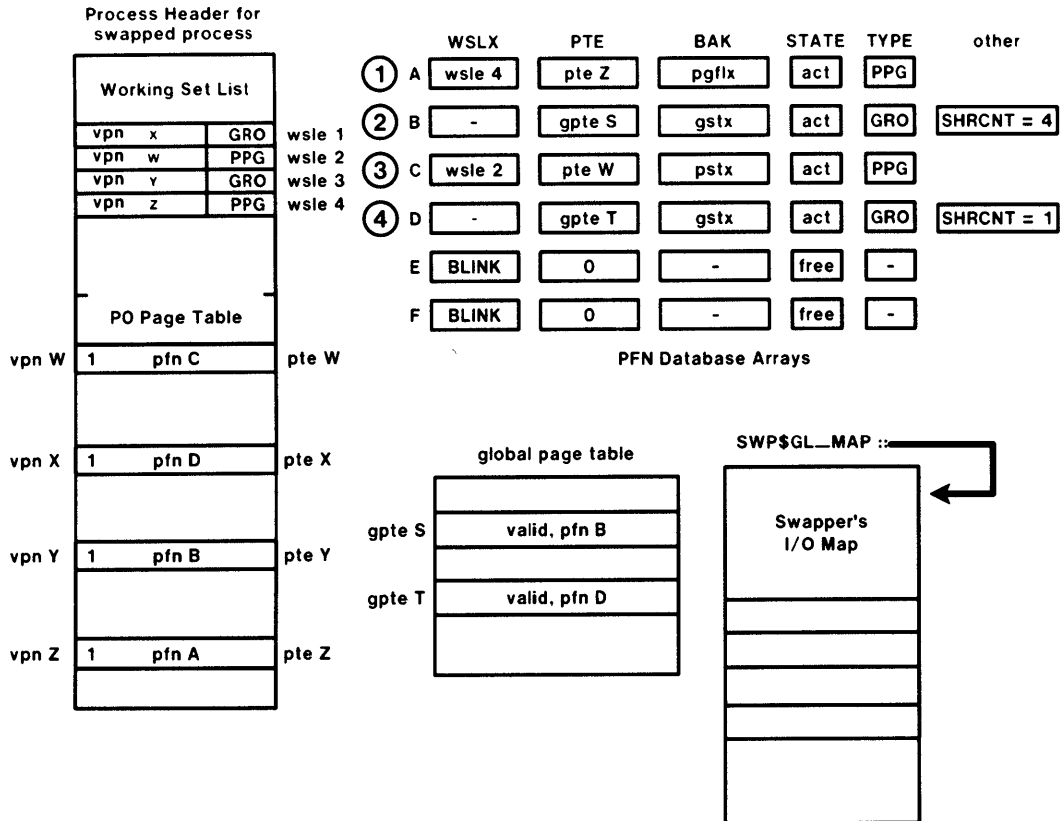 Process Header for
swapped process
Working Set List
vpn x GRO wsle 1
vpn w PPG wsle 2
vpn Y GRO wsle 3
vpn z PPG wsle 4
PO Page Table
vpn W 1 pfn C pte W
vpn X 1 pfn D pte X
vpn Y 1 pfn B pte Y
vpn Z 1 pfn A pte Z
WSLX PTE BAK STATE TYPE other
1 A wsle 4 pte Z pgflx act PPG
2 B - gpte S gstx act GRO SHRCNT = 4
3 C wsle 2 pte W pstx act PPG
4 D - gpte T gstx act GRO SHRCNT = 1
E BLINK 0 - free -
F BLINK 0 - free -
PFN Database Arrays
global page table
gpte S valid, pfn B
gpte T valid, pfn D
SWP$GL_MAP ::
Swapper's
I/O Map